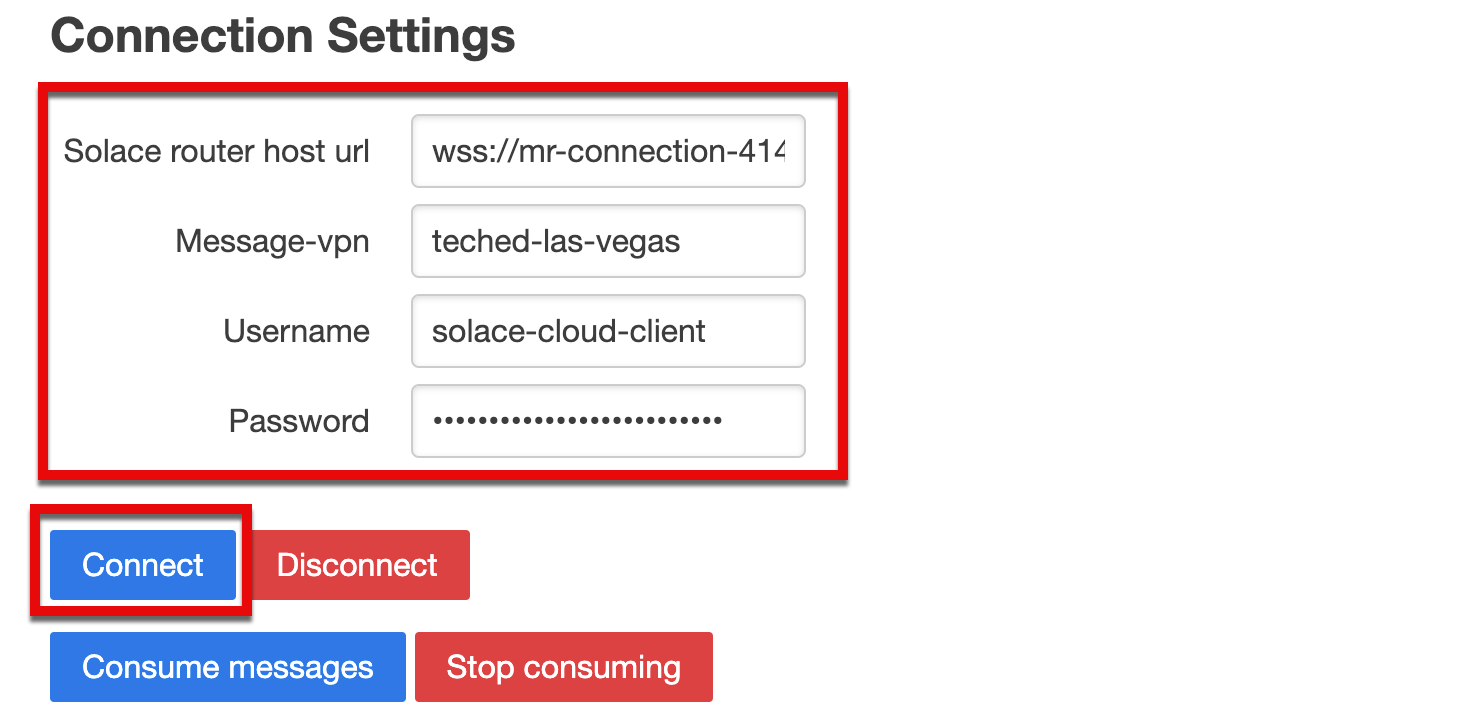 Connection Settings
Solace router host url wss://mr-connection-414
Message-vpn teched-las-vegas
Username solace-cloud-client
Password ••••••••••••••••••••••••••
Connect Disconnect
Consume messages Stop consuming